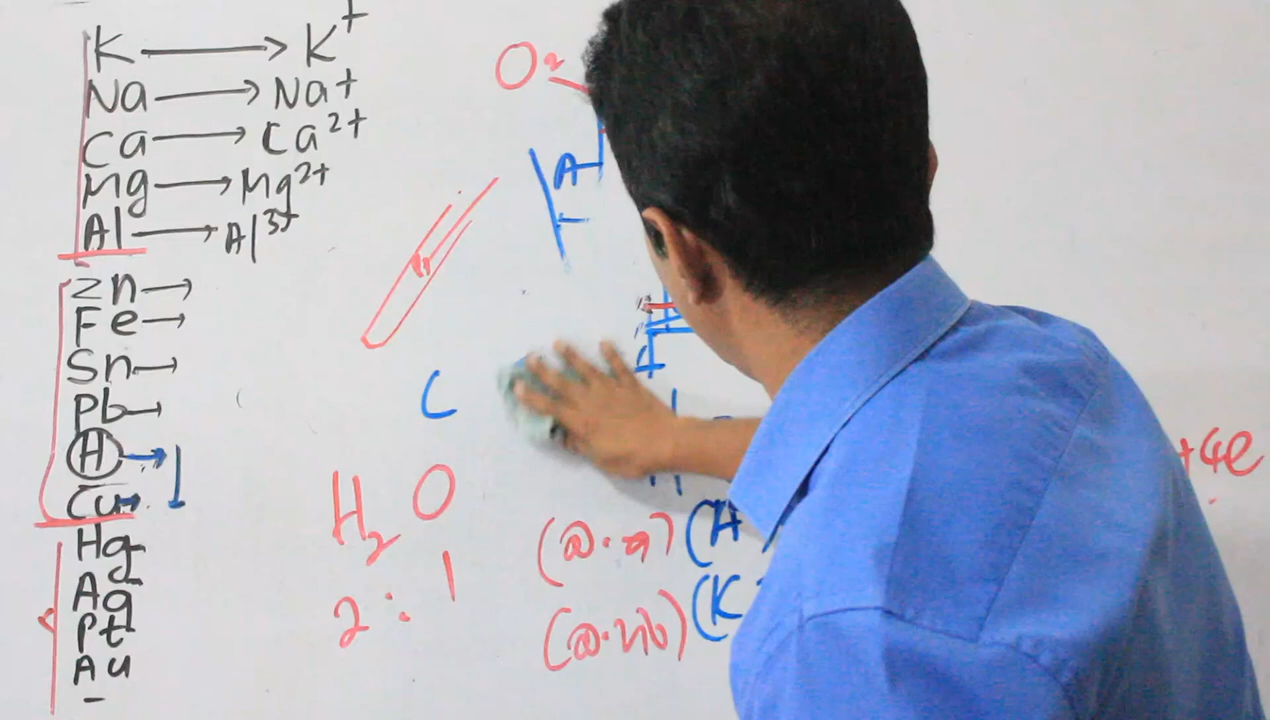 K → K⁺
Na → Na⁺
Ca → Ca²⁺
Mg → Mg²⁺
Al → Al³⁺
Zn →
Fe →
Sn →
Pb →
H →
Cu →
Hg
Ag
Pt
Au
O₂
A
C
H₂O
2 : 1
(A
(K
+4e